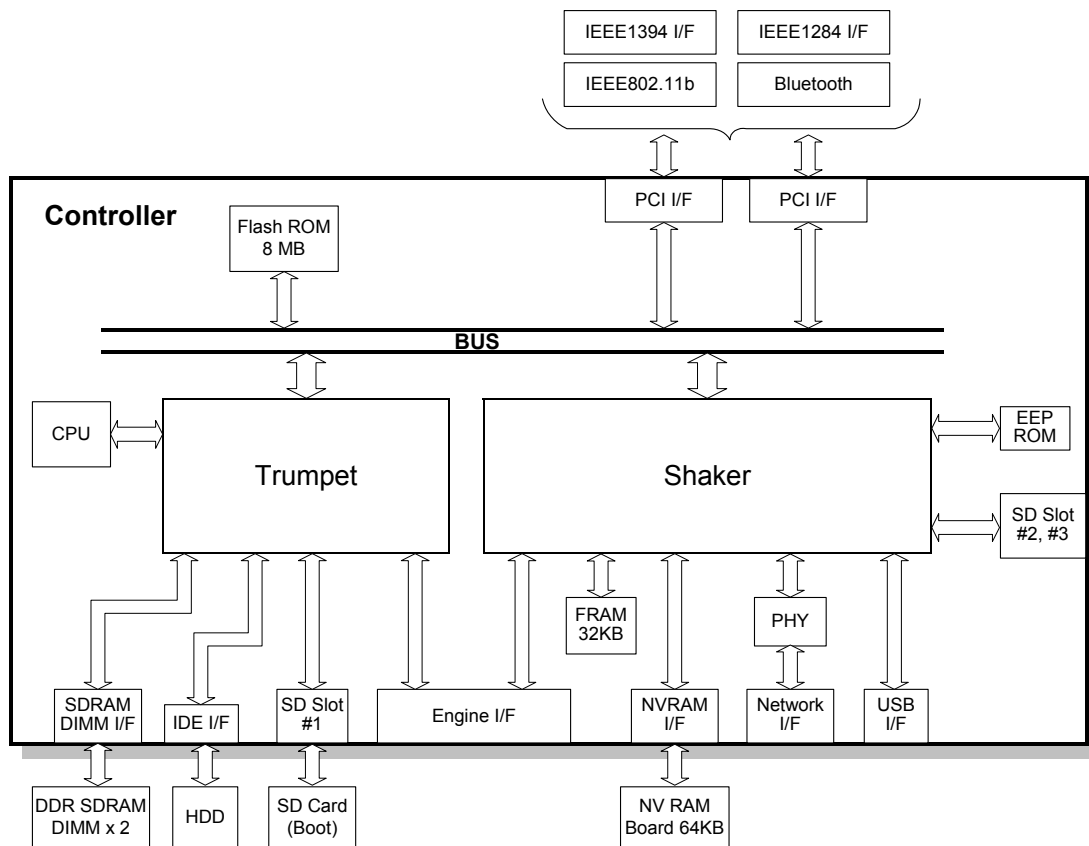 IEEE1394 I/F
IEEE1284 I/F
IEEE802.11b
Bluetooth
Controller
PCI I/F
PCI I/F
Flash ROM
8 MB
BUS
CPU
Trumpet
Shaker
EEP
ROM
SD Slot
#2, #3
FRAM
32KB
PHY
SDRAM
DIMM I/F
IDE I/F
SD Slot
#1
Engine I/F
NVRAM
I/F
Network
I/F
USB
I/F
DDR SDRAM
DIMM x 2
HDD
SD Card
(Boot)
NV RAM
Board 64KB